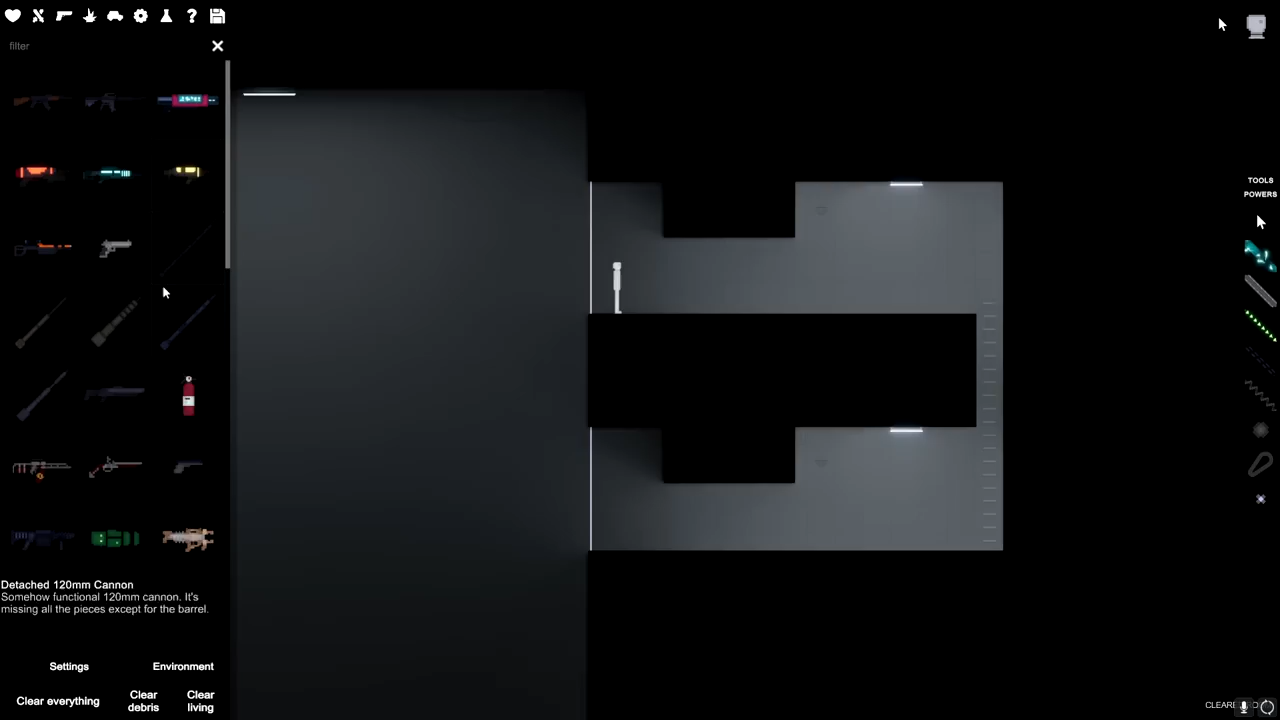 filter
TOOLS
POWERS
Detached 120mm Cannon
Somehow functional 120mm cannon. It's
missing all the pieces except for the barrel.
Settings
Environment
Clear everything
Clear
debris
Clear
living